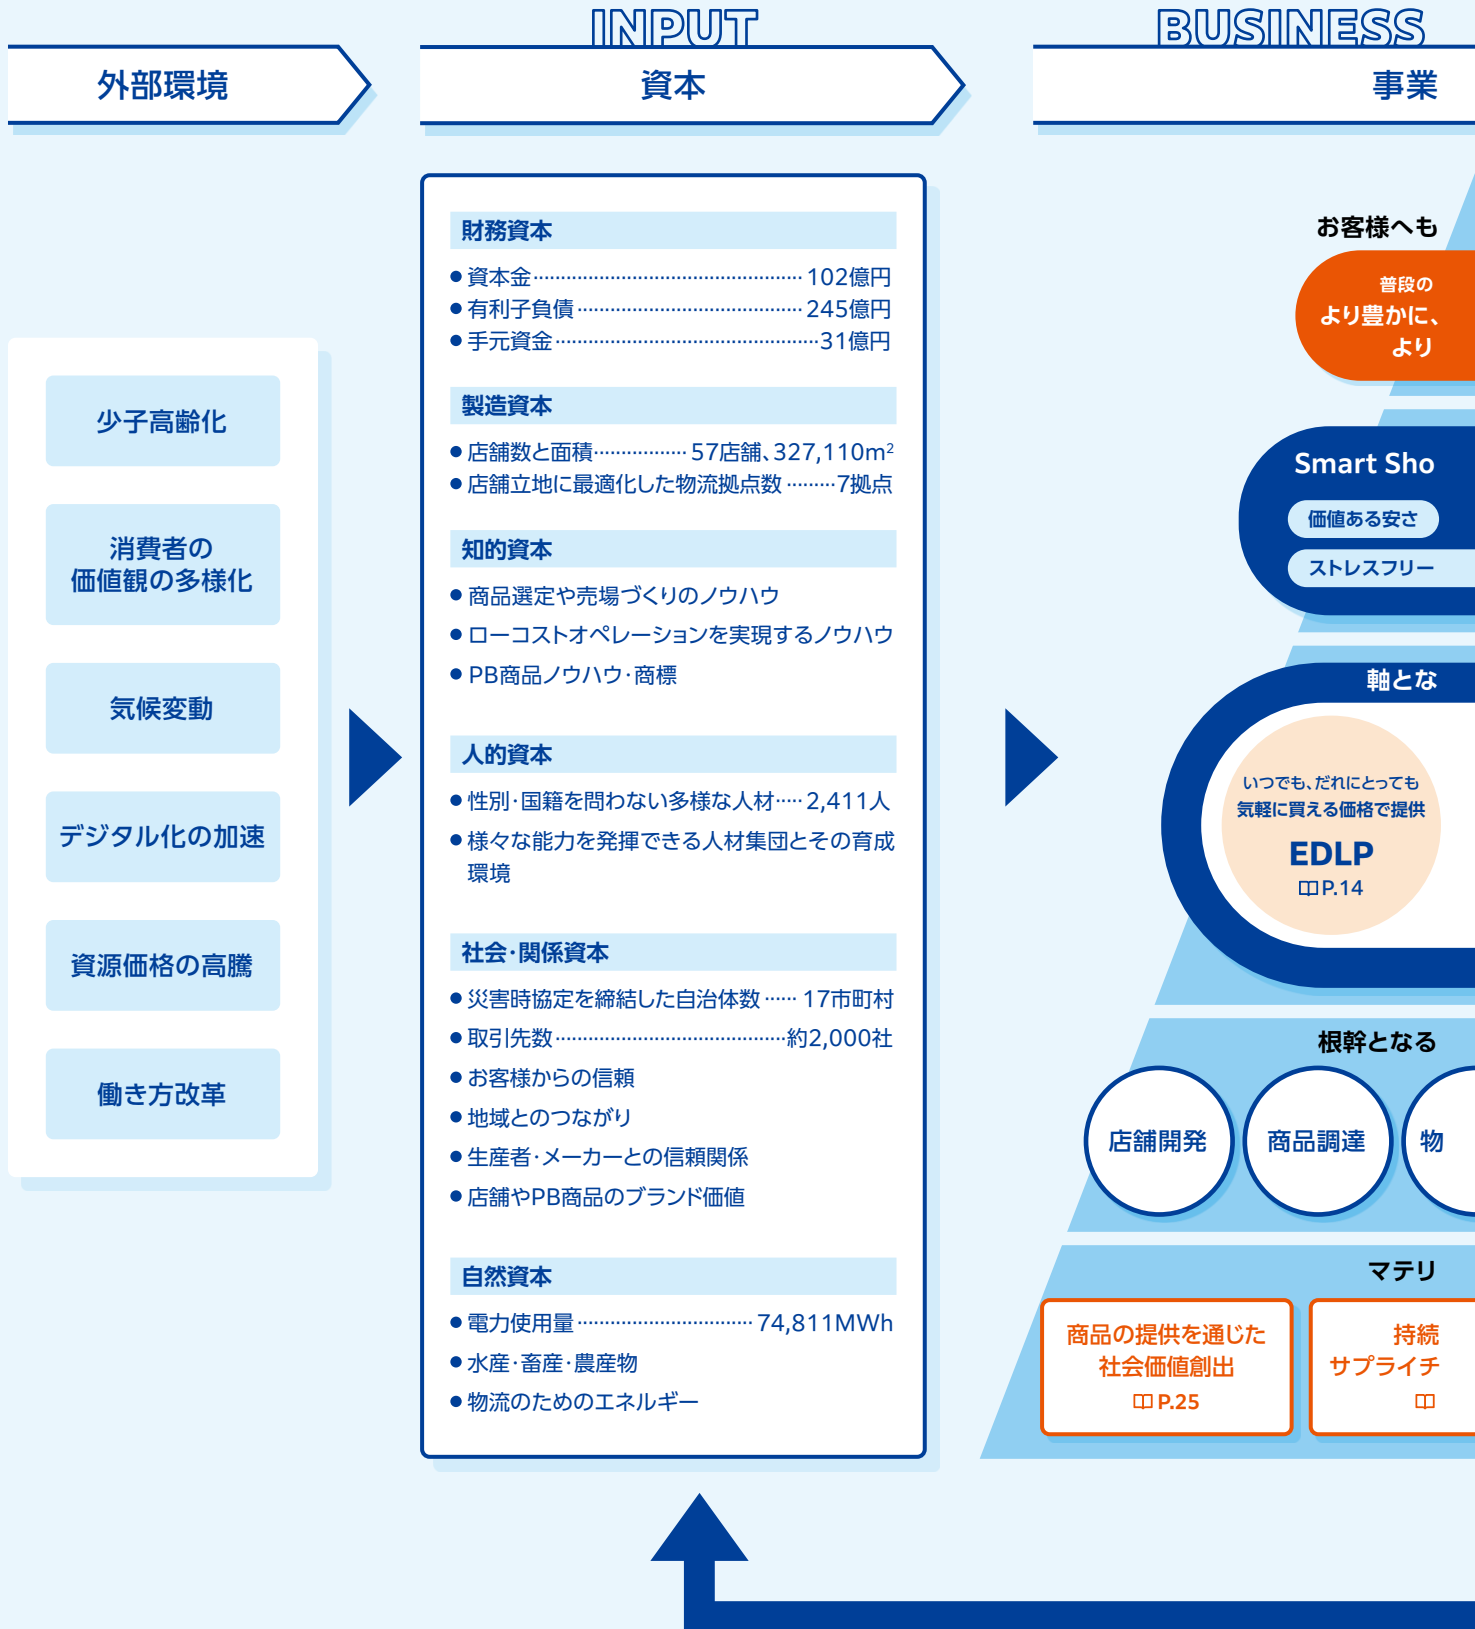 INPUT
BUSINESS
外部環境
資本
事業
少子高齢化
消費者の
価値観の多様化
気候変動
デジタル化の加速
資源価格の高騰
働き方改革
財務資本
●資本金 102億円
●有利子負債 245億円
●手元資金 31億円
製造資本
●店舗数と面積 57店舗、327,110m²
●店舗立地に最適化した物流拠点数 7拠点
知的資本
●商品選定や売場づくりのノウハウ
●ローコストオペレーションを実現するノウハウ
●PB商品ノウハウ・商標
人的資本
●性別・国籍を問わない多様な人材 2,411人
●様々な能力を発揮できる人材集団とその育成
環境
社会・関係資本
●災害時協定を締結した自治体数 17市町村
●取引先数 約2,000社
●お客様からの信頼
●地域とのつながり
●生産者・メーカーとの信頼関係
●店舗やPB商品のブランド価値
自然資本
●電力使用量 74,811MWh
●水産・畜産・農産物
●物流のためのエネルギー
お客様へも
普段の
より豊かに、
より
Smart Sho
価値ある安さ
ストレスフリー
軸とな
いつでも、だれにとっても
気軽に買える価格で提供
EDLP
P.14
根幹となる
店舗開発
商品調達
物
マテリ
商品の提供を通じた
社会価値創出
P.25
持続
サプライチ